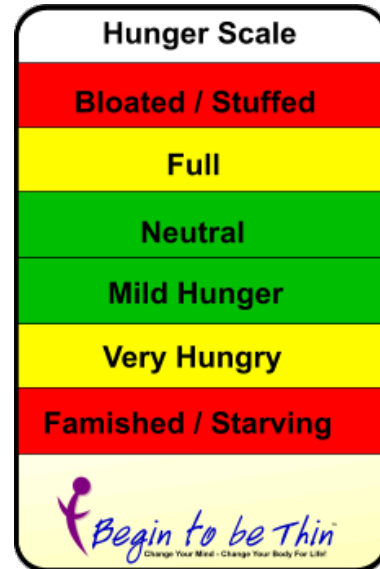 Hunger Scale
Bloated / Stuffed
Full
Neutral
Mild Hunger
Very Hungry
Famished / Starving
Begin to be Thin™
Change Your Mind - Change Your Body For Life!